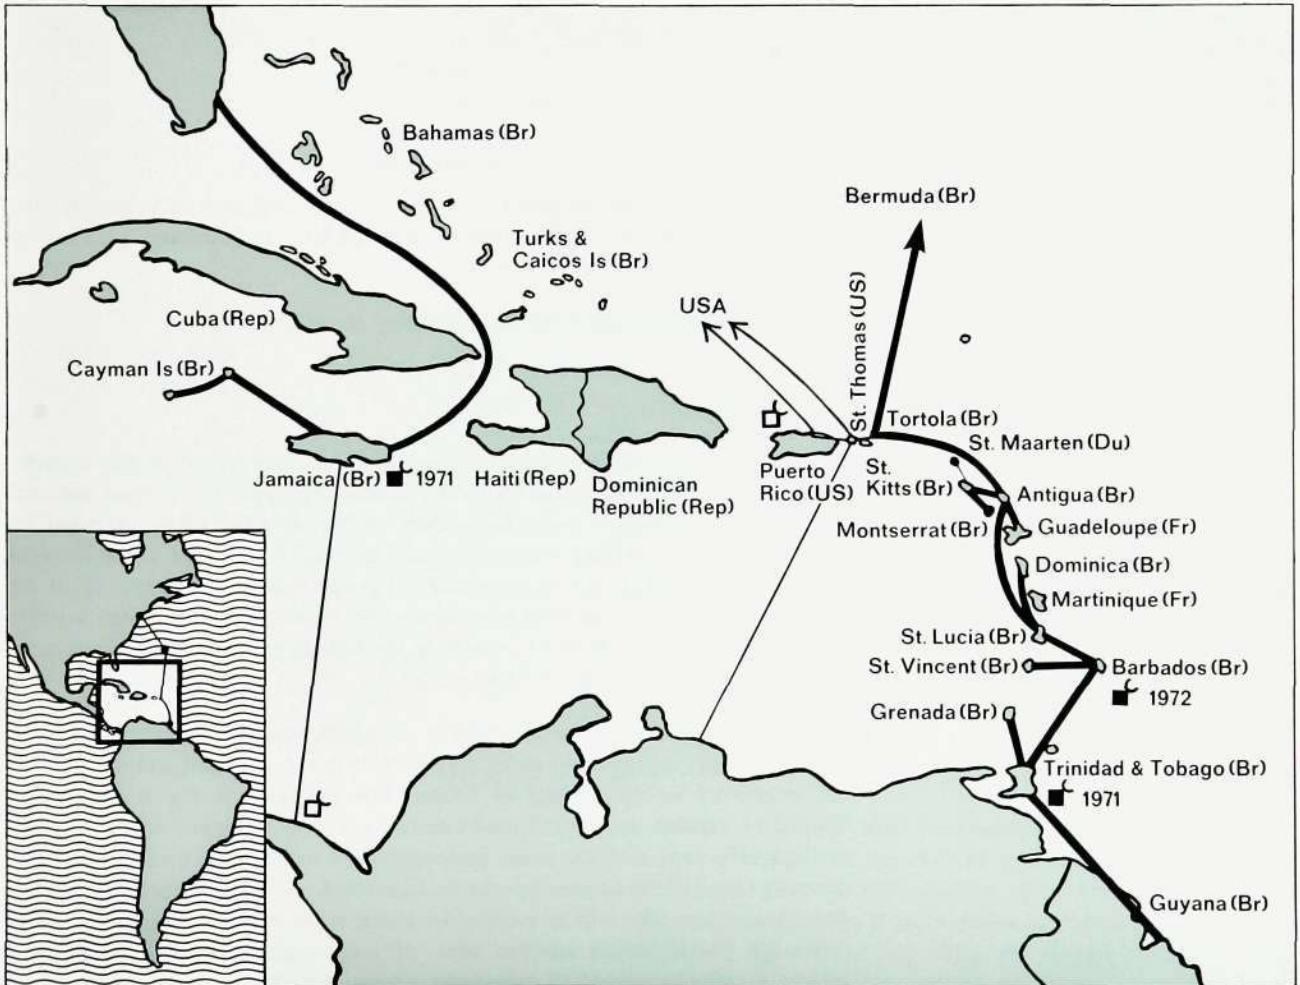 Bahamas (Br)
Bermuda (Br)
Turks &
Caicos Is (Br)
USA
St. Thomas (US)
Cuba (Rep)
Cayman Is (Br)
Tortola (Br)
St. Maarten (Du)
Jamaica (Br)
1971
Haiti (Rep)
Dominican
Republic (Rep)
Puerto
Rico (US)
St.
Kitts (Br)
Antigua (Br)
Montserrat (Br)
Guadeloupe (Fr)
Dominica (Br)
Martinique (Fr)
St. Lucia (Br)
St. Vincent (Br)
Barbados (Br)
1972
Grenada (Br)
Trinidad & Tobago (Br)
1971
Guyana (Br)